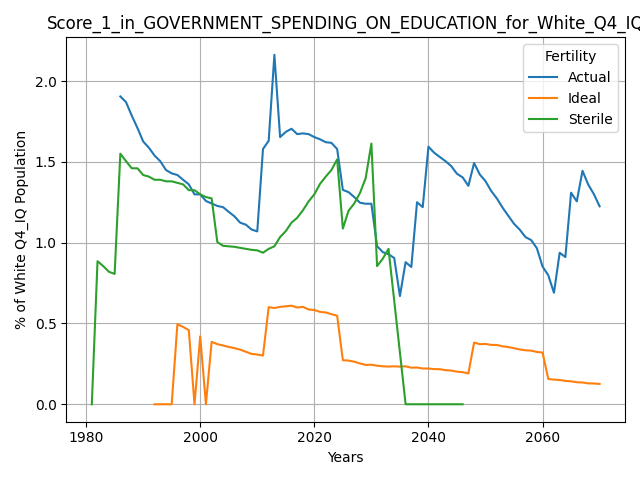 Score_1_in_GOVERNMENT_SPENDING_ON_EDUCATION_for_White_Q4_IQ
Fertility
Actual
Ideal
Sterile
2.0
1.5
1.0
0.5
0.0
% of White Q4_IQ Population
1980
2000
2020
2040
2060
Years